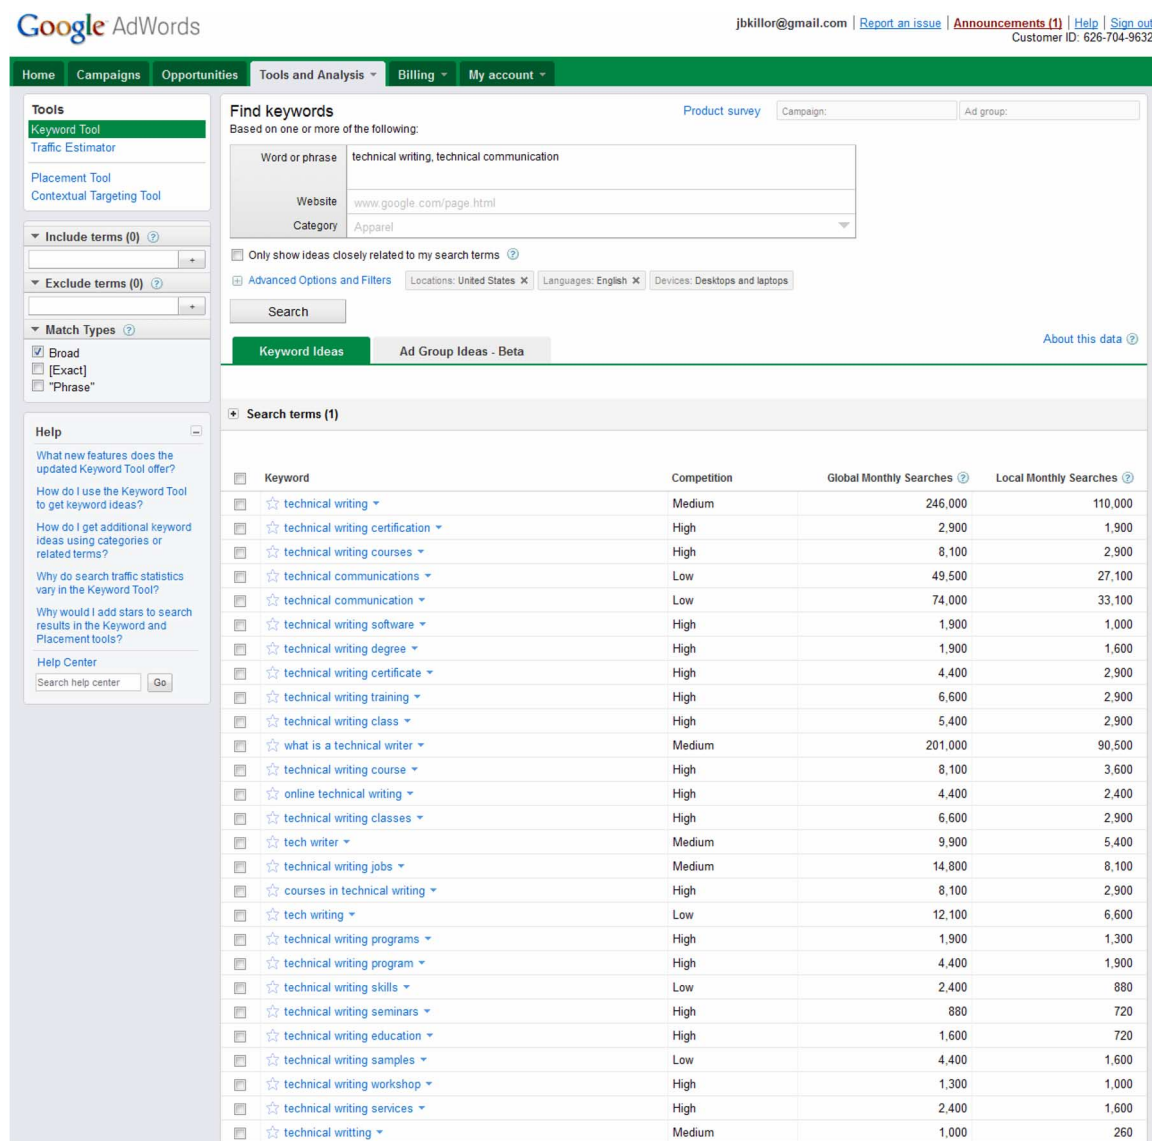 Google AdWords
jbkillor@gmail.com | Report an issue | Announcements (1) | Help | Sign out
Customer ID: 626-704-9632
Home Campaigns Opportunities Tools and Analysis Billing My account
Tools
Keyword Tool
Traffic Estimator
Placement Tool
Contextual Targeting Tool
Include terms (0) ?
+
Exclude terms (0) ?
+
Match Types ?
Broad
[Exact]
"Phrase"
Help
What new features does the
updated Keyword Tool offer?
How do I use the Keyword Tool
to get keyword ideas?
How do I get additional keyword
ideas using categories or
related terms?
Why do search traffic statistics
vary in the Keyword Tool?
Why would I add stars to search
results in the Keyword and
Placement tools?
Help Center
Search help center Go
Find keywords
Product survey Campaign: Ad group:
Based on one or more of the following:
Word or phrase technical writing, technical communication
Website www.google.com/page.html
Category Apparel
Only show ideas closely related to my search terms ?
Advanced Options and Filters Locations: United States X Languages: English X Devices: Desktops and laptops
Search
About this data ?
Keyword Ideas Ad Group Ideas - Beta
Search terms (1)
Keyword Competition Global Monthly Searches ? Local Monthly Searches ?
technical writing Medium 246,000 110,000
technical writing certification High 2,900 1,900
technical writing courses High 8,100 2,900
technical communications Low 49,500 27,100
technical communication Low 74,000 33,100
technical writing software High 1,900 1,000
technical writing degree High 1,900 1,600
technical writing certificate High 4,400 2,900
technical writing training High 6,600 2,900
technical writing class High 5,400 2,900
what is a technical writer Medium 201,000 90,500
technical writing course High 8,100 3,600
online technical writing High 4,400 2,400
technical writing classes High 6,600 2,900
tech writer Medium 9,900 5,400
technical writing jobs Medium 14,800 8,100
courses in technical writing High 8,100 2,900
tech writing Low 12,100 6,600
technical writing programs High 1,900 1,300
technical writing program High 4,400 1,900
technical writing skills Low 2,400 880
technical writing seminars High 880 720
technical writing education High 1,600 720
technical writing samples Low 4,400 1,600
technical writing workshop High 1,300 1,000
technical writing services High 2,400 1,600
technical writting Medium 1,000 260